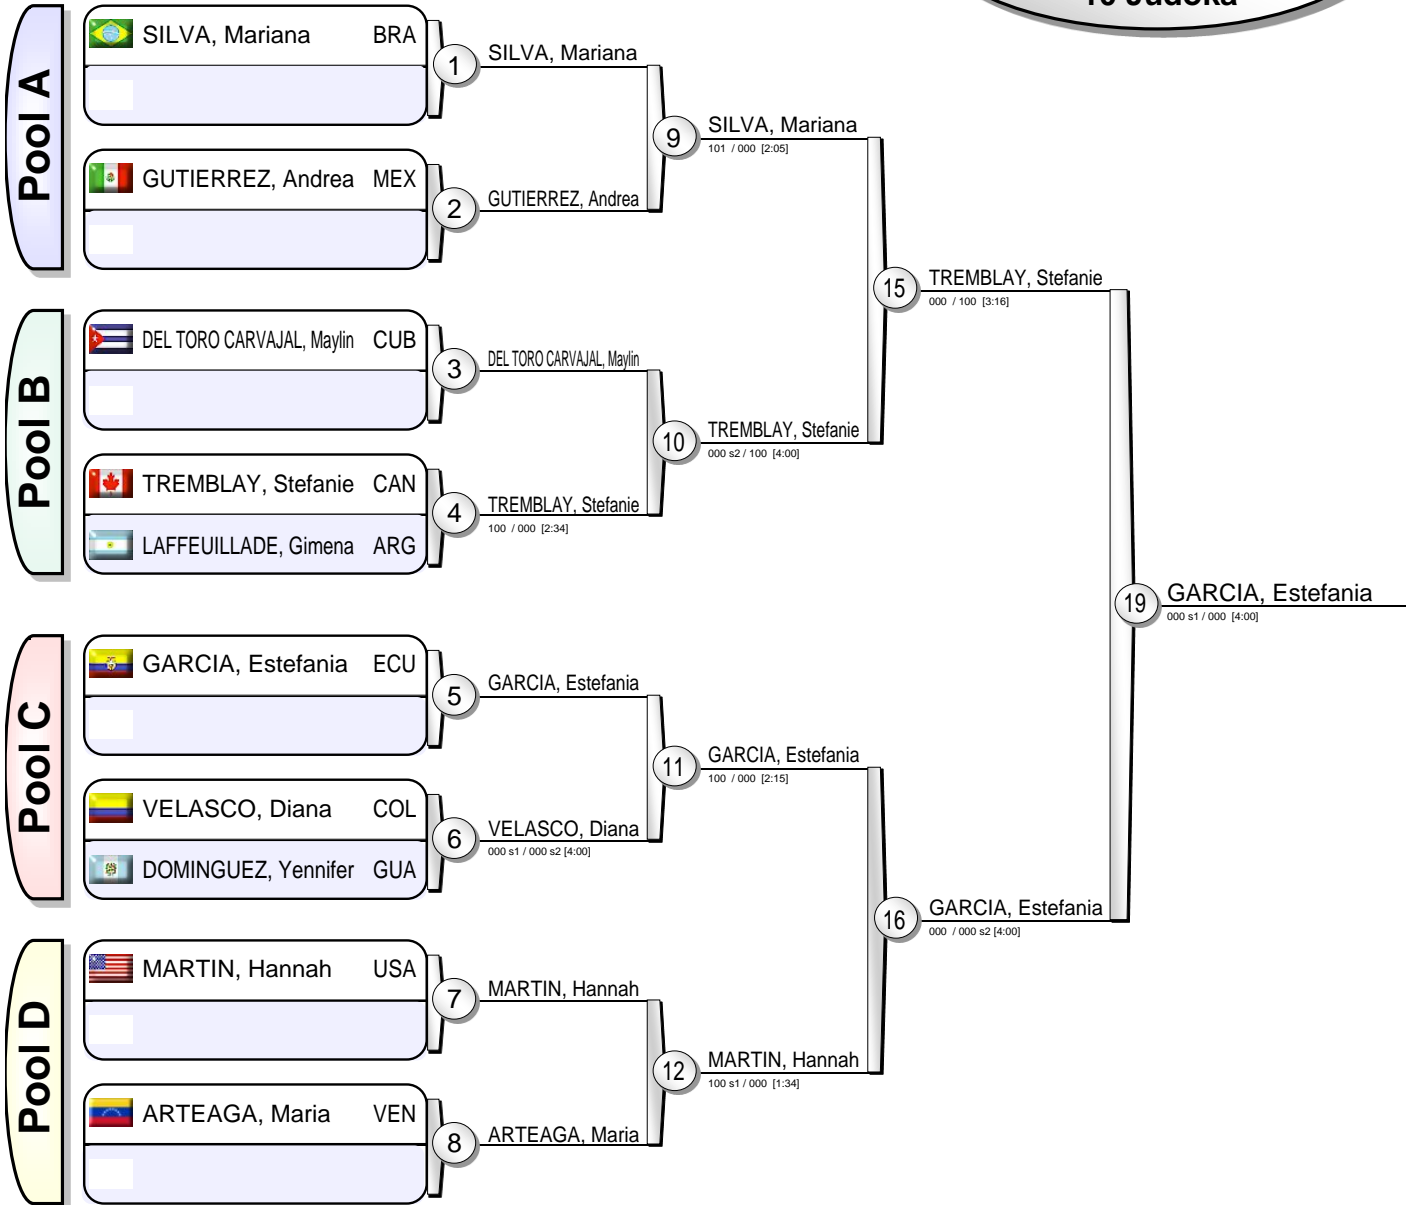 10 Judoka
Pool A
SILVA, Mariana BRA
1
SILVA, Mariana
GUTIERREZ, Andrea MEX
2
GUTIERREZ, Andrea
9
SILVA, Mariana
101 / 000 [2:05]
Pool B
DEL TORO CARVAJAL, Maylin CUB
3
DEL TORO CARVAJAL, Maylin
TREMBLAY, Stefanie CAN
LAFFEUILLADE, Gimena ARG
4
TREMBLAY, Stefanie
100 / 000 [2:34]
10
TREMBLAY, Stefanie
000 s2 / 100 [4:00]
15
TREMBLAY, Stefanie
000 / 100 [3:16]
Pool C
GARCIA, Estefania ECU
5
GARCIA, Estefania
VELASCO, Diana COL
DOMINGUEZ, Yennifer GUA
6
VELASCO, Diana
000 s1 / 000 s2 [4:00]
11
GARCIA, Estefania
100 / 000 [2:15]
Pool D
MARTIN, Hannah USA
7
MARTIN, Hannah
ARTEAGA, Maria VEN
8
ARTEAGA, Maria
12
MARTIN, Hannah
100 s1 / 000 [1:34]
16
GARCIA, Estefania
000 / 000 s2 [4:00]
19
GARCIA, Estefania
000 s1 / 000 [4:00]